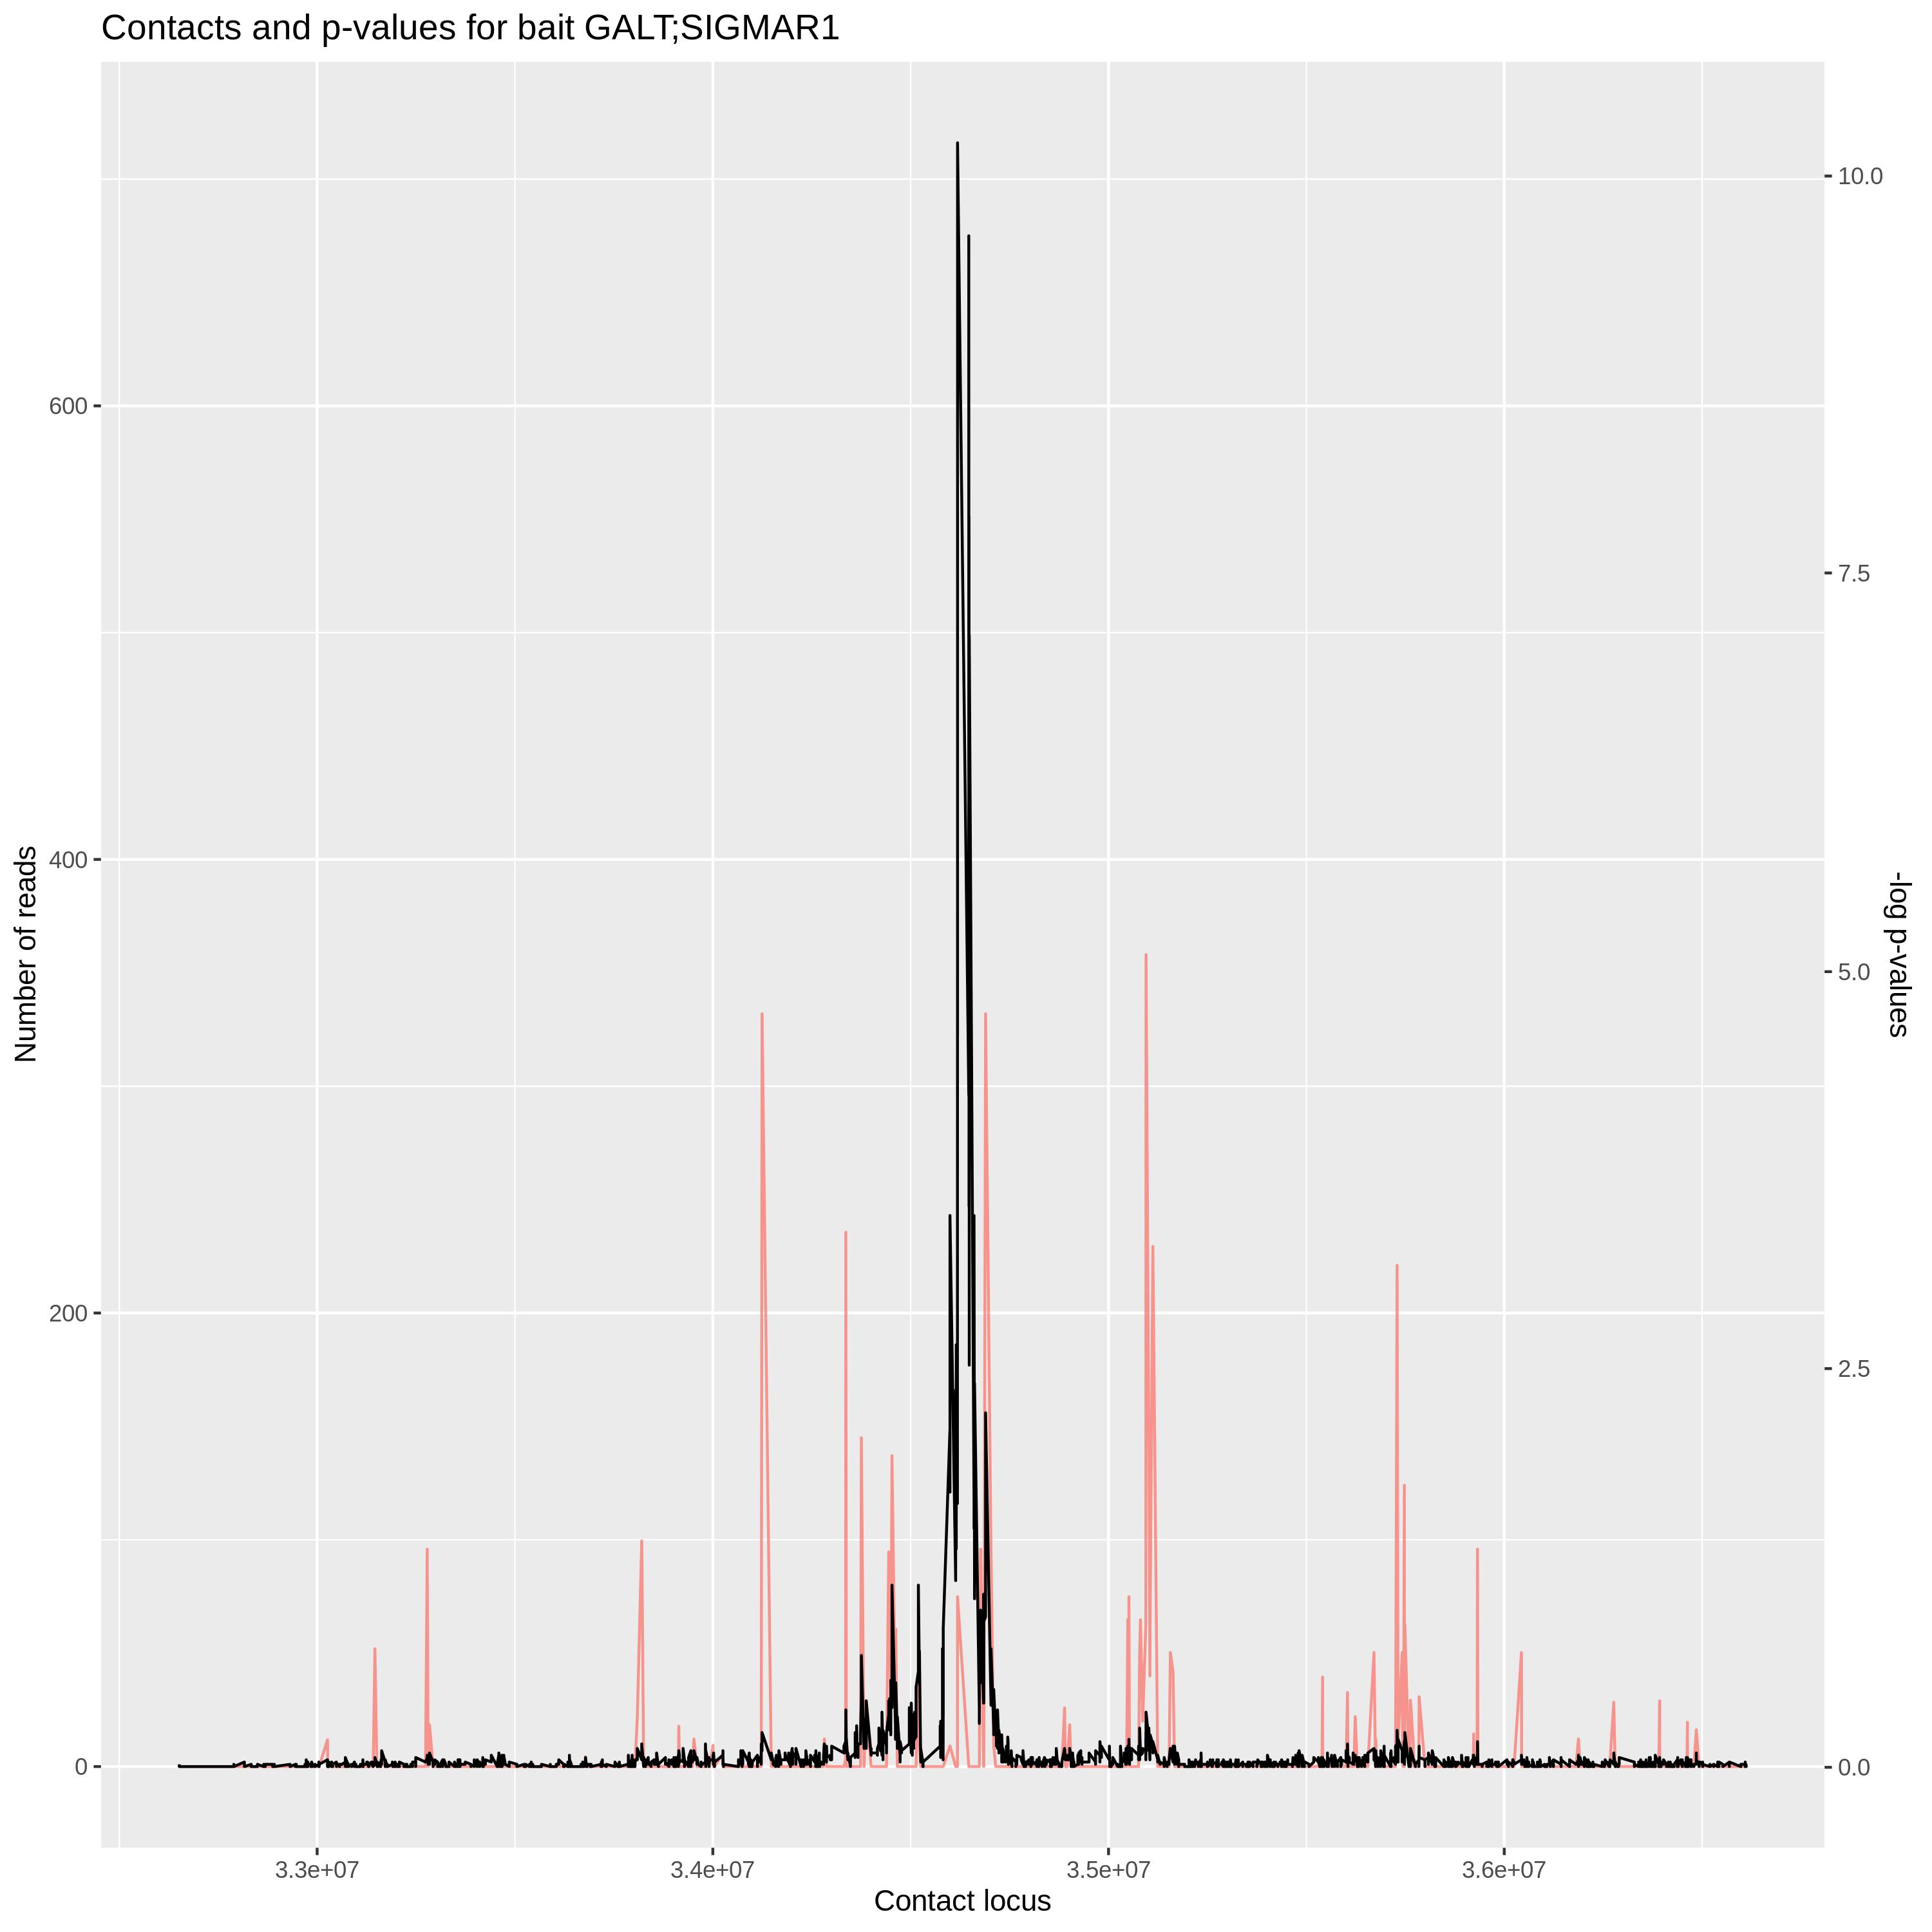 Contacts and p-values for bait GALT;SIGMAR1
10.0
600
7.5
400
5.0
Number of reads
-log p-values
200
2.5
0
0.0
3.3e+07
3.4e+07
3.5e+07
3.6e+07
Contact locus